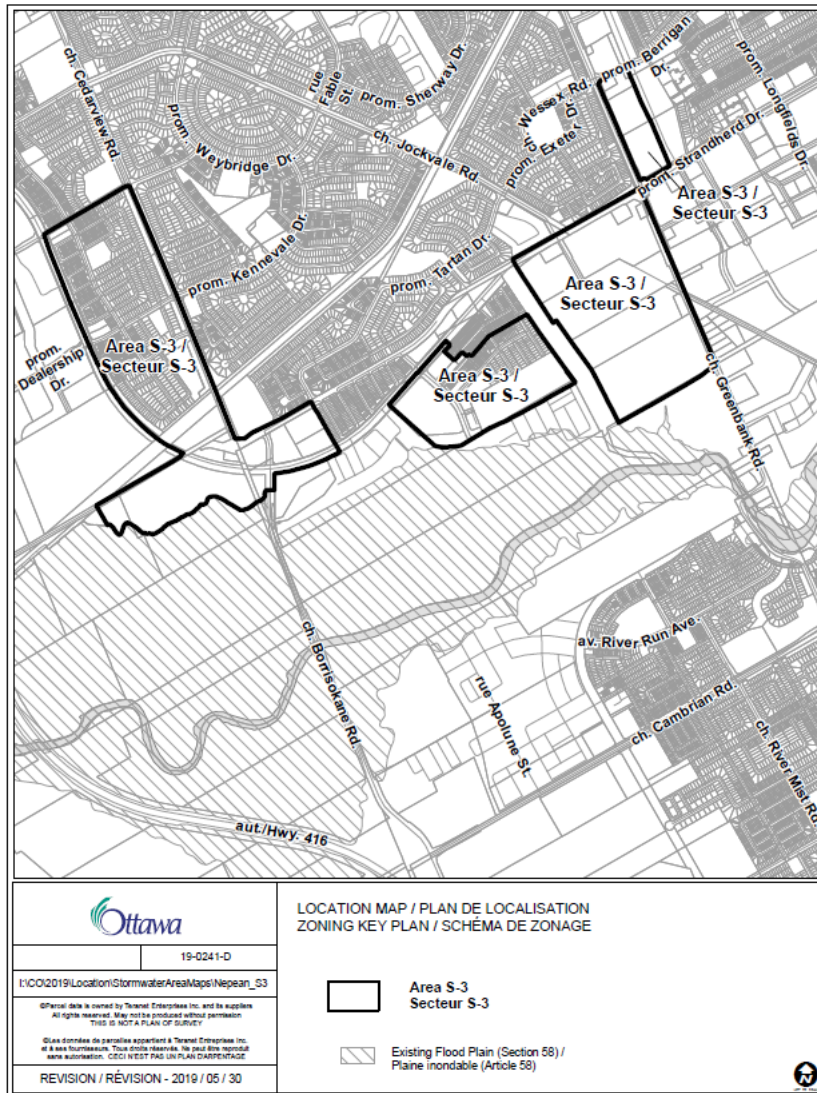 ch. Cedarview Rd.
rue
Fable
St.
prom. Sherway Dr.
prom. Weybridge Dr.
ch. Jockvale Rd.
ch. Wessex Rd.
prom. Exeter Dr.
prom. Berrigan
Dr.
prom. Longfields Dr.
prom. Strandherd Dr.
Area S-3 /
Secteur S-3
prom. Kennevale Dr.
prom. Tartan Dr.
Area S-3 /
Secteur S-3
prom.
Dealership
Dr.
Area S-3 /
Secteur S-3
Area S-3 /
Secteur S-3
ch. Greenbank Rd.
ch. Borrisokane Rd.
av. River Run Ave.
rue Apolune St.
ch. Cambrian Rd.
ch. River Mist Rd.
aut./Hwy. 416
Ottawa
19-0241-D
I:\CO\2019\Location\StormwaterAreaMaps\Nepean_S3
©Parcel data is owned by Teranet Enterprises Inc. and its suppliers
All rights reserved. May not be produced without permission
THIS IS NOT A PLAN OF SURVEY
©Les données de parcelles appartient à Teranet Entreprises Inc.
et à ses fournisseurs. Tous droits réservés. Ne peut être reproduit
sans autorisation. CECI N'EST PAS UN PLAN D'ARPENTAGE
REVISION / RÉVISION - 2019 / 05 / 30
LOCATION MAP / PLAN DE LOCALISATION
ZONING KEY PLAN / SCHÉMA DE ZONAGE
Area S-3
Secteur S-3
Existing Flood Plain (Section 58) /
Plaine inondable (Article 58)
N